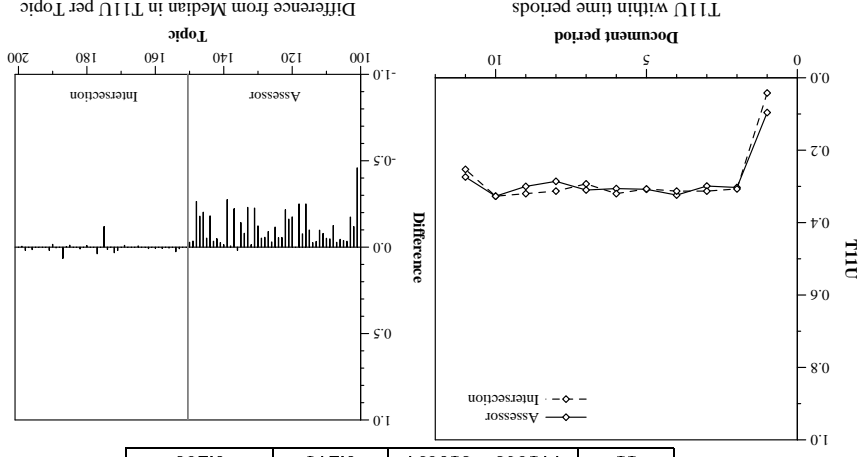 1.0
0.8
0.6
0.4
0.2
0.0
T11U
Assessor
Intersection
0
5
10
Document period
T11U within time periods
1.0
0.5
0.0
-0.5
-1.0
Difference
Assessor
Intersection
100
120
140
160
180
200
Topic
Difference from Median in T11U per Topic